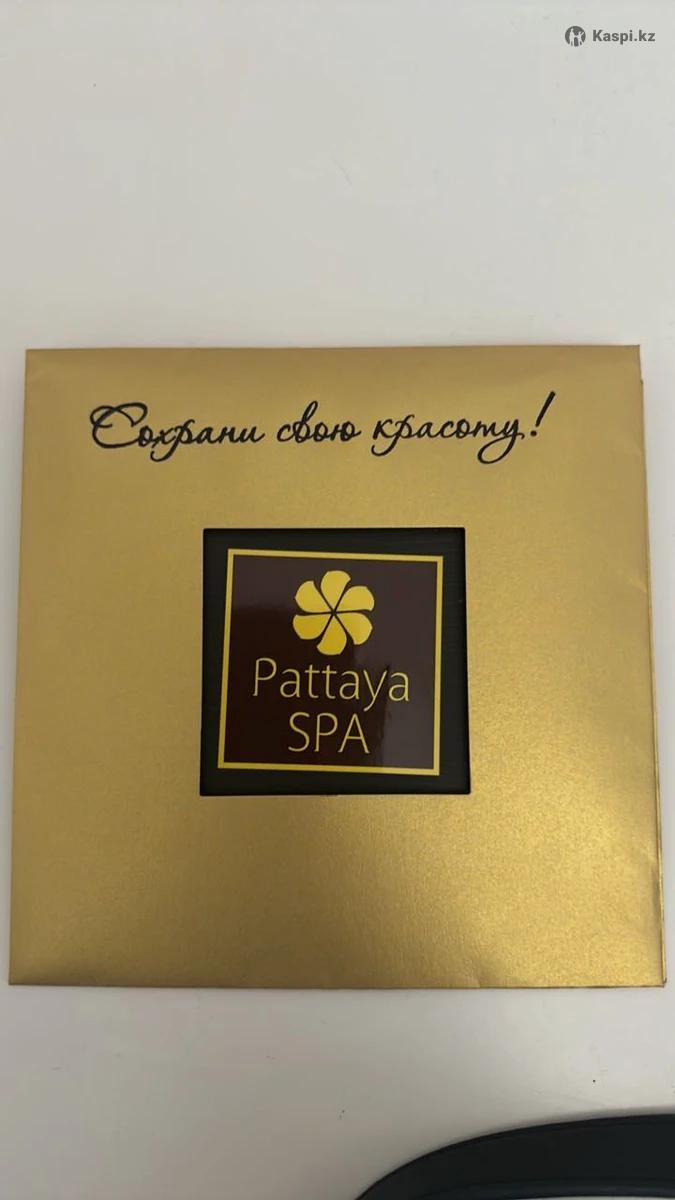 Kaspi.kz
Сохрани свою красоту!
Pattaya
SPA